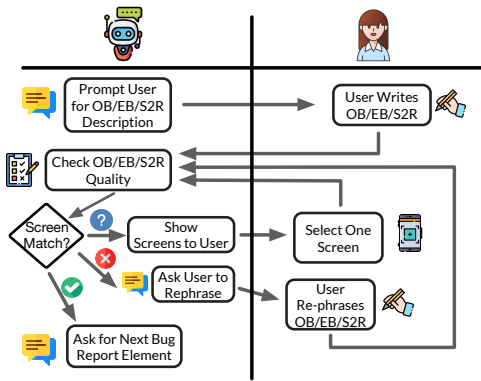 Prompt User
for OB/EB/S2R
Description
User Writes
OB/EB/S2R
Check OB/EB/S2R
Quality
Screen
Match?
?
Show
Screens to User
Select One
Screen
Ask User to
Rephrase
User
Re-phrases
OB/EB/S2R
Ask for Next Bug
Report Element